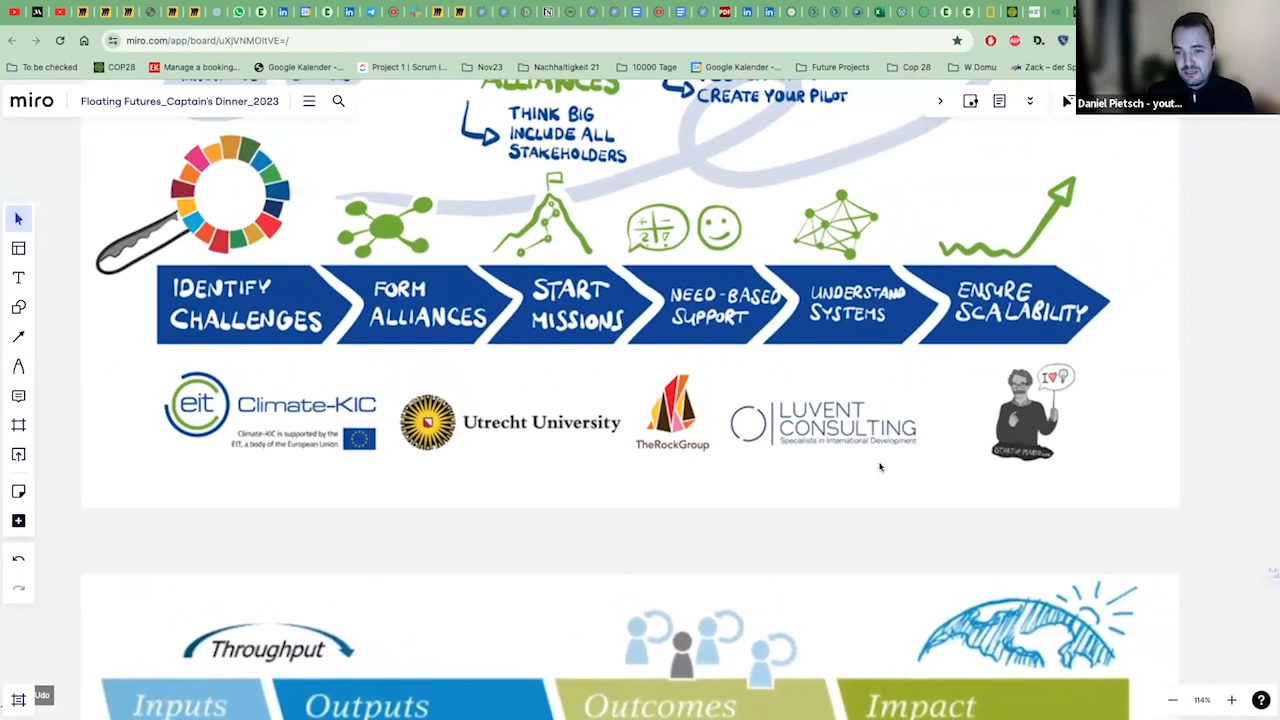 miro.com/app/board/uXjVNMOItVE=/
To be checked
COP28
Manage a booking...
Google Kalender -...
Project 1 | Scrum i...
Nov23
Nachhaltigkeit 21
10000 Tage
Google Kalender -...
Future Projects
Cop 28
W Domu
Zack – der Sp
Daniel Pietsch - yout...
miro
Floating Futures_Captain's Dinner_2023
ALLIANCES
CREATE YOUR PILOT
THINK BIG
INCLUDE ALL
STAKEHOLDERS
IDENTIFY
CHALLENGES
FORM
ALLIANCES
START
MISSIONS
NEED-BASED
SUPPORT
UNDERSTAND
SYSTEMS
ENSURE
SCALABILITY
eit Climate-KIC
Climate-KIC is supported by the
EIT, a body of the European Union
Utrecht University
TheRockGroup
LUVENT
CONSULTING
Specialists in International Development
I
Throughput
Inputs
Outputs
Outcomes
Impact
Udo
114%